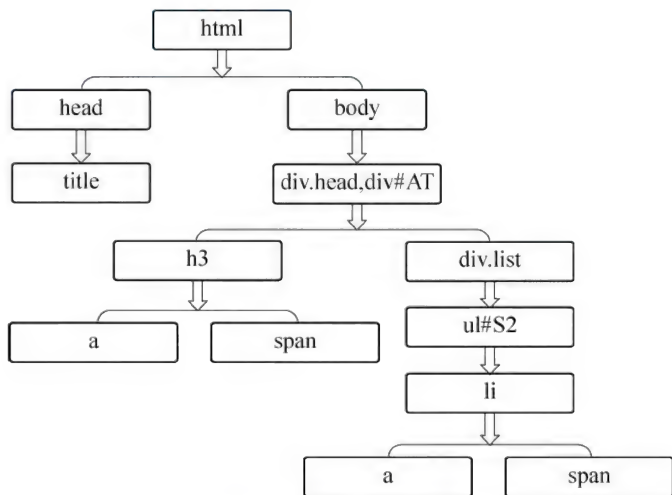 html
head
body
title
div.head,div#AT
h3
div.list
a
span
ul#S2
li
a
span